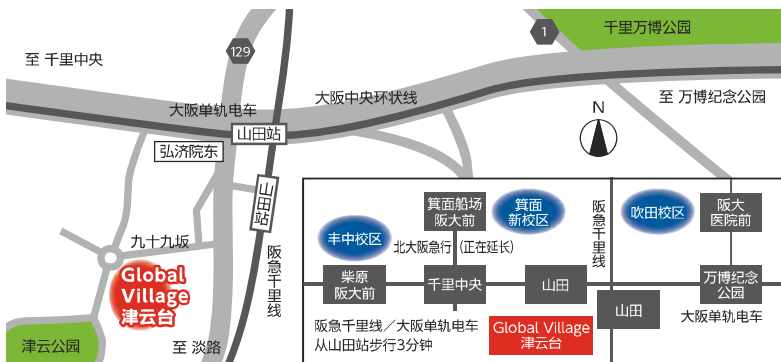 千里万博公园
1
129
至 千里中央
N
大阪单轨电车
大阪中央环状线
至 万博纪念公园
山田站
弘济院东
山田站
九十九坂
Global
Village
津云台
阪急千里线
津云公园
至 淡路
箕面船场
阪大前
箕面
新校区
阪急千里线
吹田校区
阪大
医院前
丰中校区
北大阪急行 (正在延长)
柴原
阪大前
千里中央
山田
万博纪念
公园
山田
大阪单轨电车
阪急千里线／大阪单轨电车
从山田站步行3分钟
Global Village
津云台